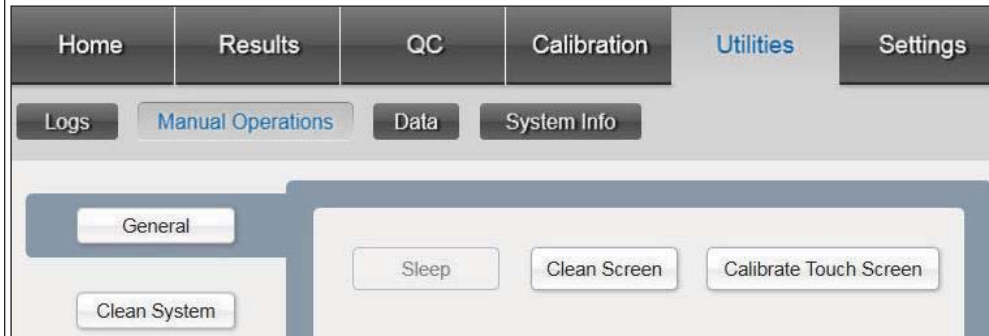 Home Results QC Calibration Utilities Settings
Logs Manual Operations Data System Info
General
Sleep Clean Screen Calibrate Touch Screen
Clean System